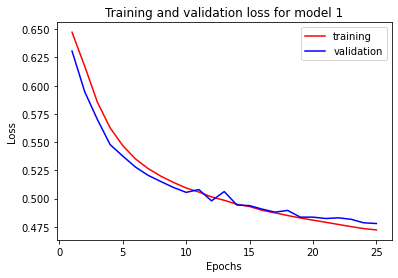 Training and validation loss for model 1
training
validation
Loss
0.650
0.625
0.600
0.575
0.550
0.525
0.500
0.475
0 5 10 15 20 25
Epochs